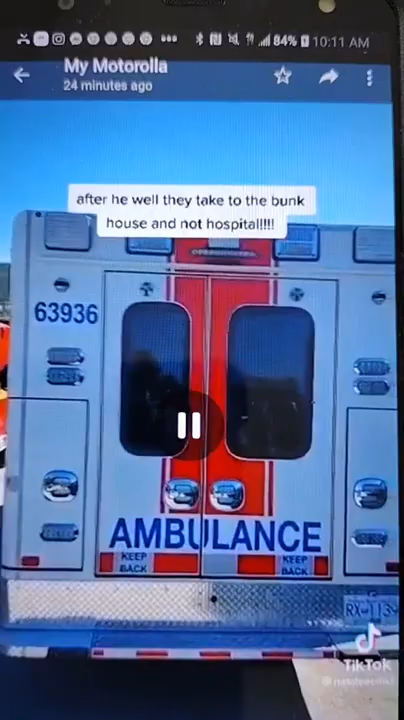 84% 10:11 AM
My Motorolla
24 minutes ago
after he well they take to the bunk
house and not hospital!!!!
63936
AMBULANCE
KEEP
BACK
KEEP
BACK
TikTok